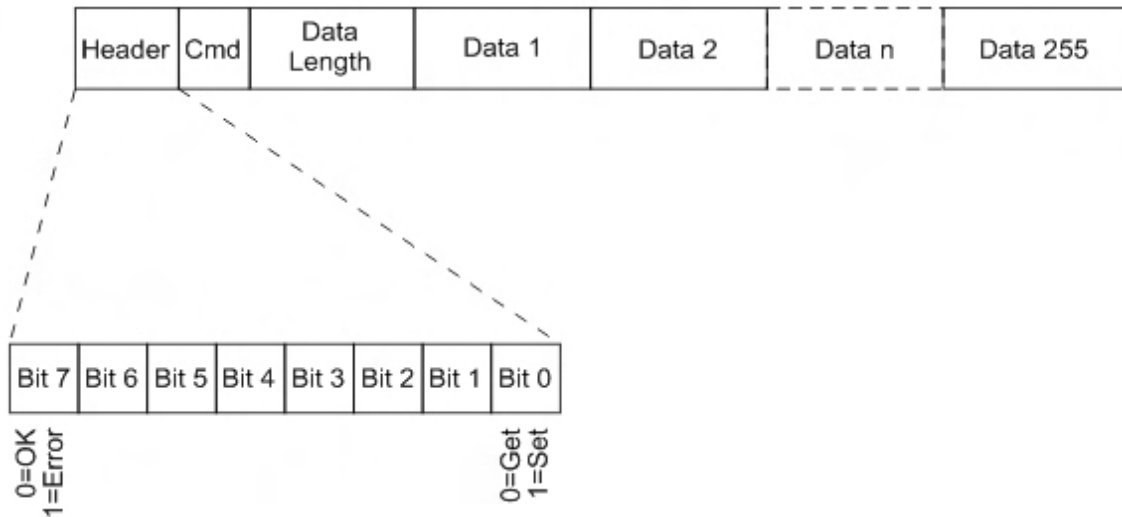 Header
Cmd
Data
Length
Data 1
Data 2
Data n
Data 255
Bit 7
Bit 6
Bit 5
Bit 4
Bit 3
Bit 2
Bit 1
Bit 0
0=OK
1=Error
0=Get
1=Set